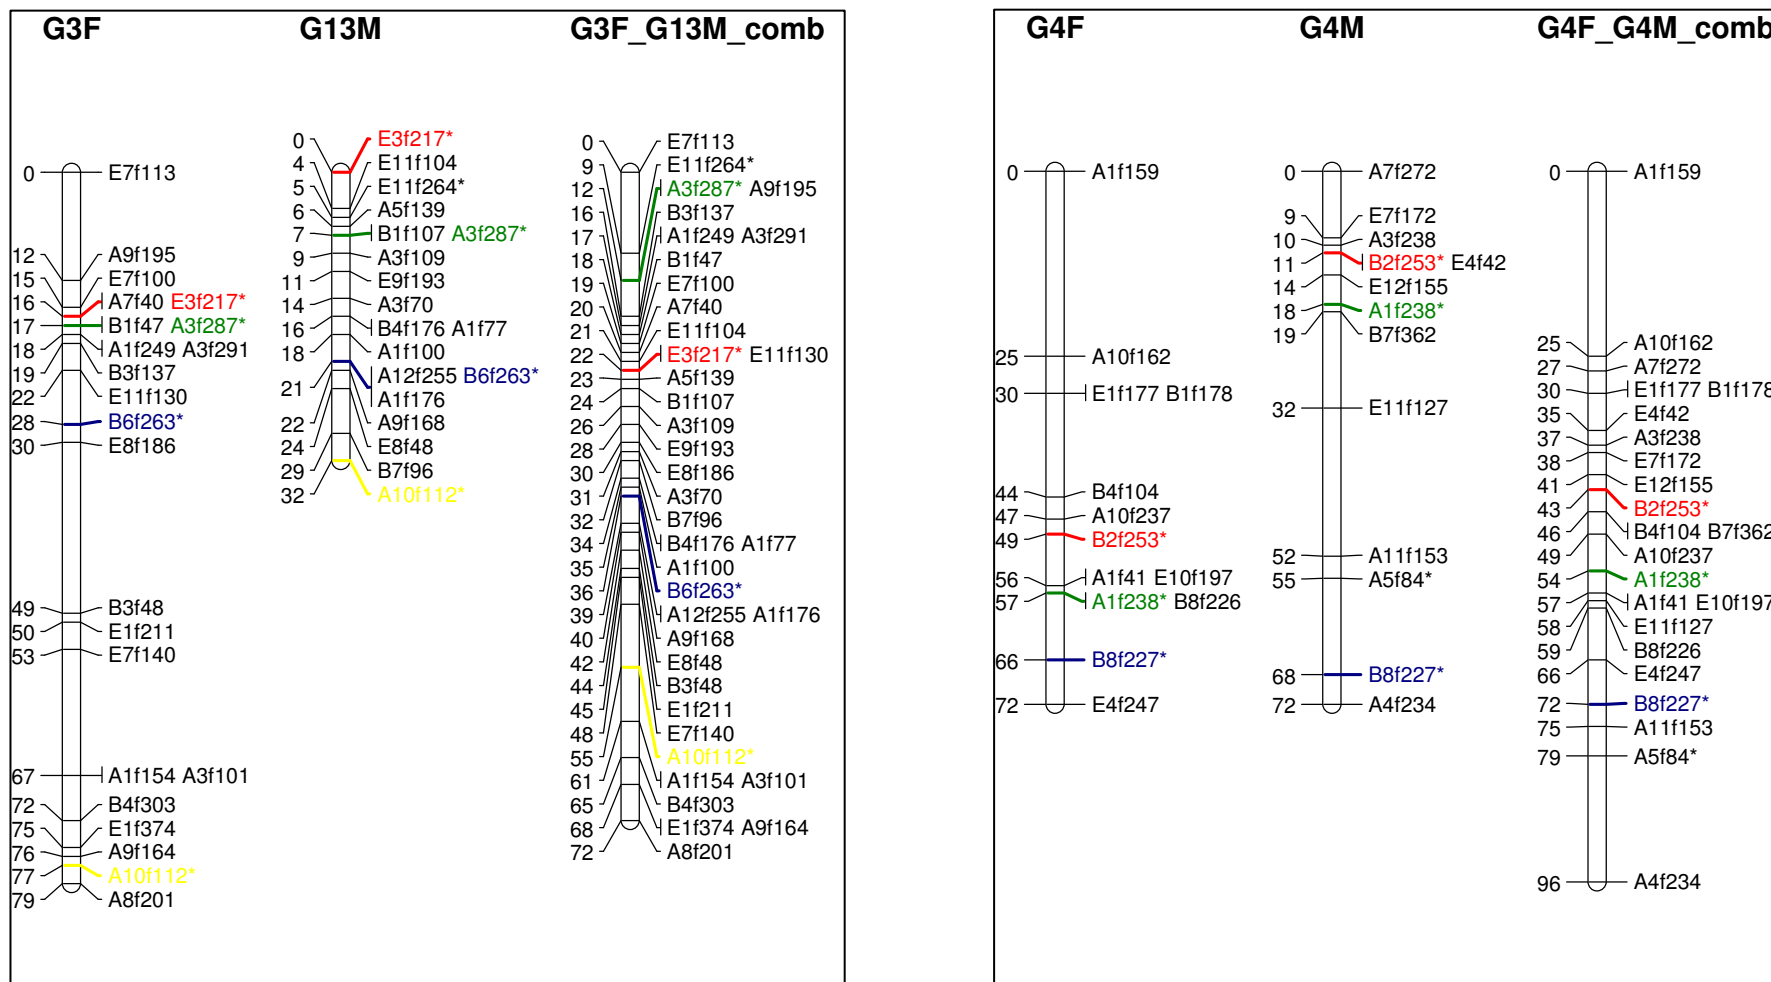 G3F
0 E7f113
12 A9f195
15 E7f100
16 A7f40 E3f217*
17 B1f47 A3f287*
18 A1f249 A3f291
19 B3f137
22 E11f130
28 B6f263*
30 E8f186
49 B3f48
50 E1f211
53 E7f140
67 A1f154 A3f101
72 B4f303
75 E1f374
76 A9f164
77 A10f112*
79 A8f201
G13M
0 E3f217*
4 E11f104
5 E11f264*
6 A5f139
7 B1f107 A3f287*
9 A3f109
11 E9f193
14 A3f70
16 B4f176 A1f77
18 A1f100
21 A12f255 B6f263*
A1f176
22 A9f168
24 E8f48
29 B7f96
32 A10f112*
G3F_G13M_comb
0 E7f113
9 E11f264*
12 A3f287* A9f195
16 B3f137
17 A1f249 A3f291
18 B1f47
19 E7f100
20 A7f40
21 E11f104
22 E3f217* E11f130
23 A5f139
24 B1f107
26 A3f109
28 E9f193
30 E8f186
31 A3f70
32 B7f96
34 B4f176 A1f77
35 A1f100
36 B6f263*
39 A12f255 A1f176
40 A9f168
42 E8f48
44 B3f48
45 E1f211
48 E7f140
55 A10f112*
61 A1f154 A3f101
65 B4f303
68 E1f374 A9f164
72 A8f201
G4F
0 A1f159
25 A10f162
30 E1f177 B1f178
44 B4f104
47 A10f237
49 B2f253*
56 A1f41 E10f197
57 A1f238* B8f226
66 B8f227*
72 E4f247
G4M
0 A7f272
9 E7f172
10 A3f238
11 B2f253* E4f42
14 E12f155
18 A1f238*
19 B7f362
32 E11f127
52 A11f153
55 A5f84*
68 B8f227*
72 A4f234
G4F_G4M_comb
0 A1f159
25 A10f162
27 A7f272
30 E1f177 B1f178
35 E4f42
37 A3f238
38 E7f172
41 E12f155
43 B2f253*
46 B4f104 B7f362
49 A10f237
54 A1f238*
57 A1f41 E10f197
58 E11f127
59 B8f226
66 E4f247
72 B8f227*
75 A11f153
79 A5f84*
96 A4f234